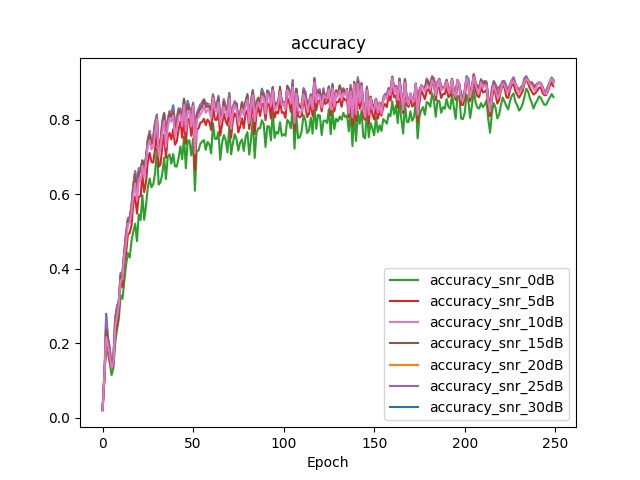 accuracy
0.8
0.6
0.4
0.2
0.0
accuracy_snr_0dB
accuracy_snr_5dB
accuracy_snr_10dB
accuracy_snr_15dB
accuracy_snr_20dB
accuracy_snr_25dB
accuracy_snr_30dB
0 50 100 150 200 250
Epoch